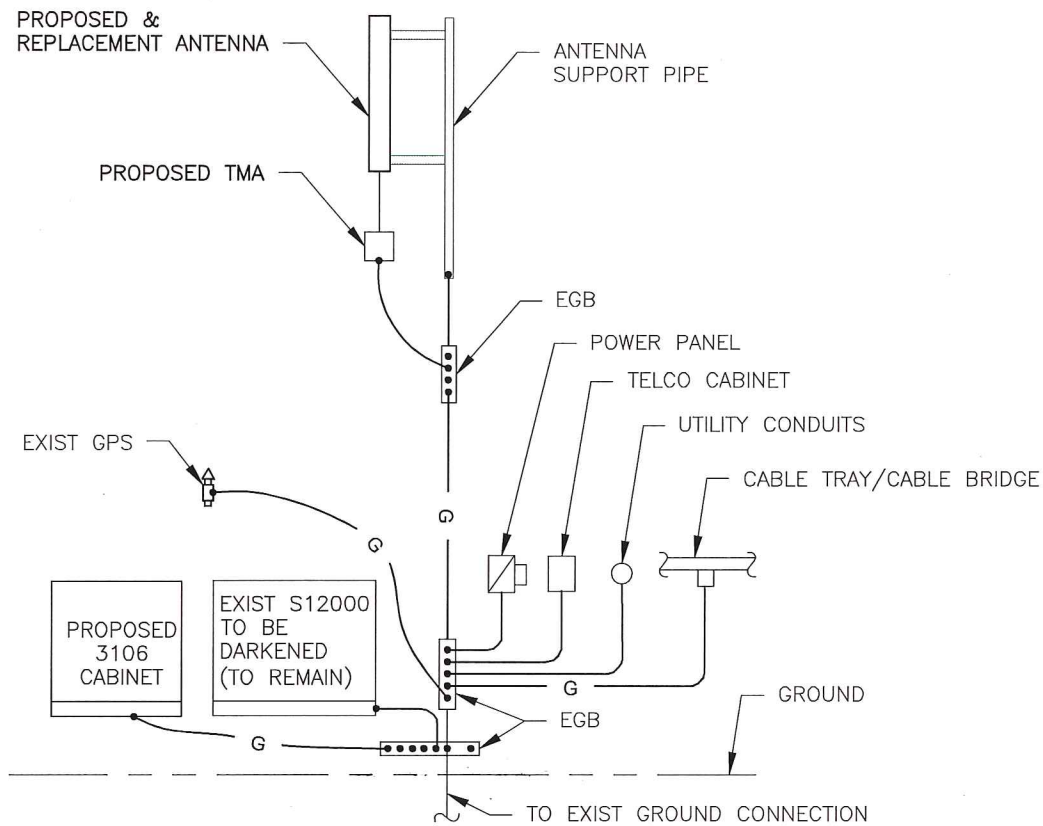 PROPOSED &
REPLACEMENT ANTENNA
ANTENNA
SUPPORT PIPE
PROPOSED TMA
EGB
POWER PANEL
TELCO CABINET
UTILITY CONDUITS
EXIST GPS
CABLE TRAY/CABLE BRIDGE
G
G
PROPOSED
3106
CABINET
EXIST S12000
TO BE
DARKENED
(TO REMAIN)
G
GROUND
EGB
G
TO EXIST GROUND CONNECTION